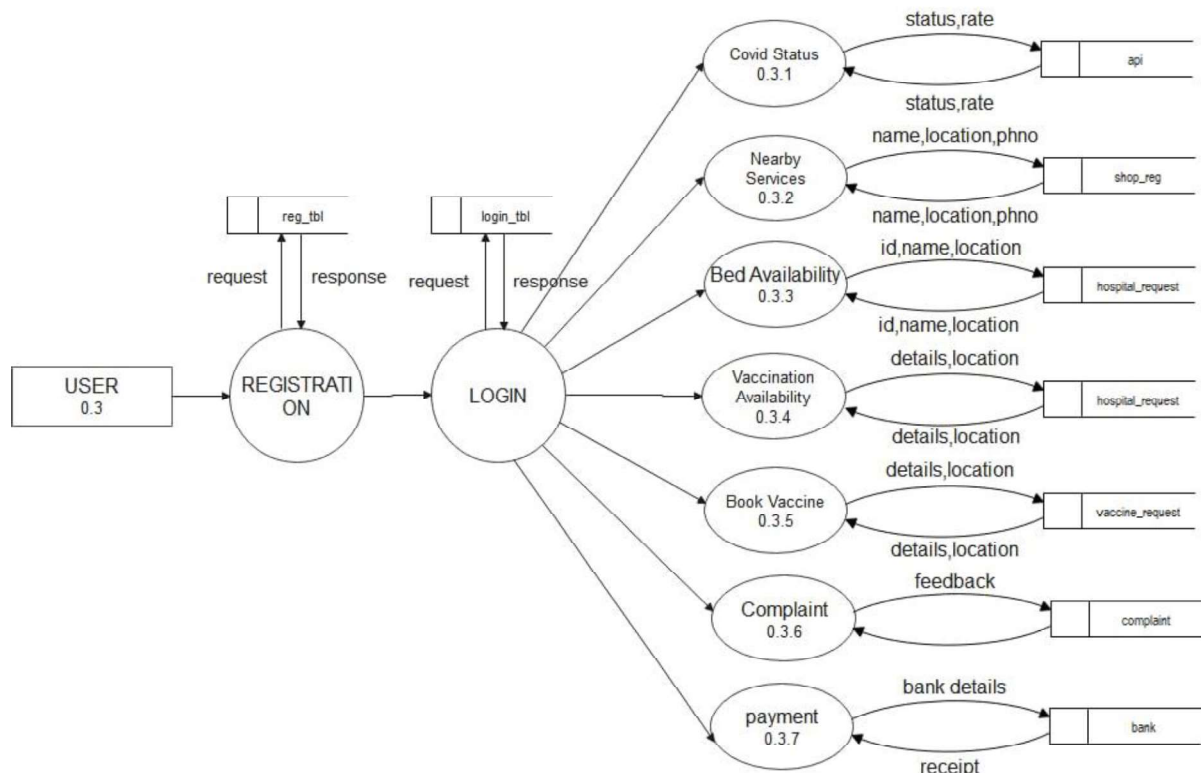 status,rate
Covid Status
0.3.1
api
status,rate
name,location,phno
Nearby
Services
0.3.2
shop_reg
name,location,phno
reg_tbl
login_tbl
request
response
request
response
id,name,location
Bed Availability
0.3.3
hospital_request
id,name,location
USER
0.3
REGISTRATI
ON
LOGIN
details,location
Vaccination
Availability
0.3.4
hospital_request
details,location
details,location
Book Vaccine
0.3.5
vaccine_request
details,location
feedback
Complaint
0.3.6
complaint
bank details
payment
0.3.7
bank
receipt